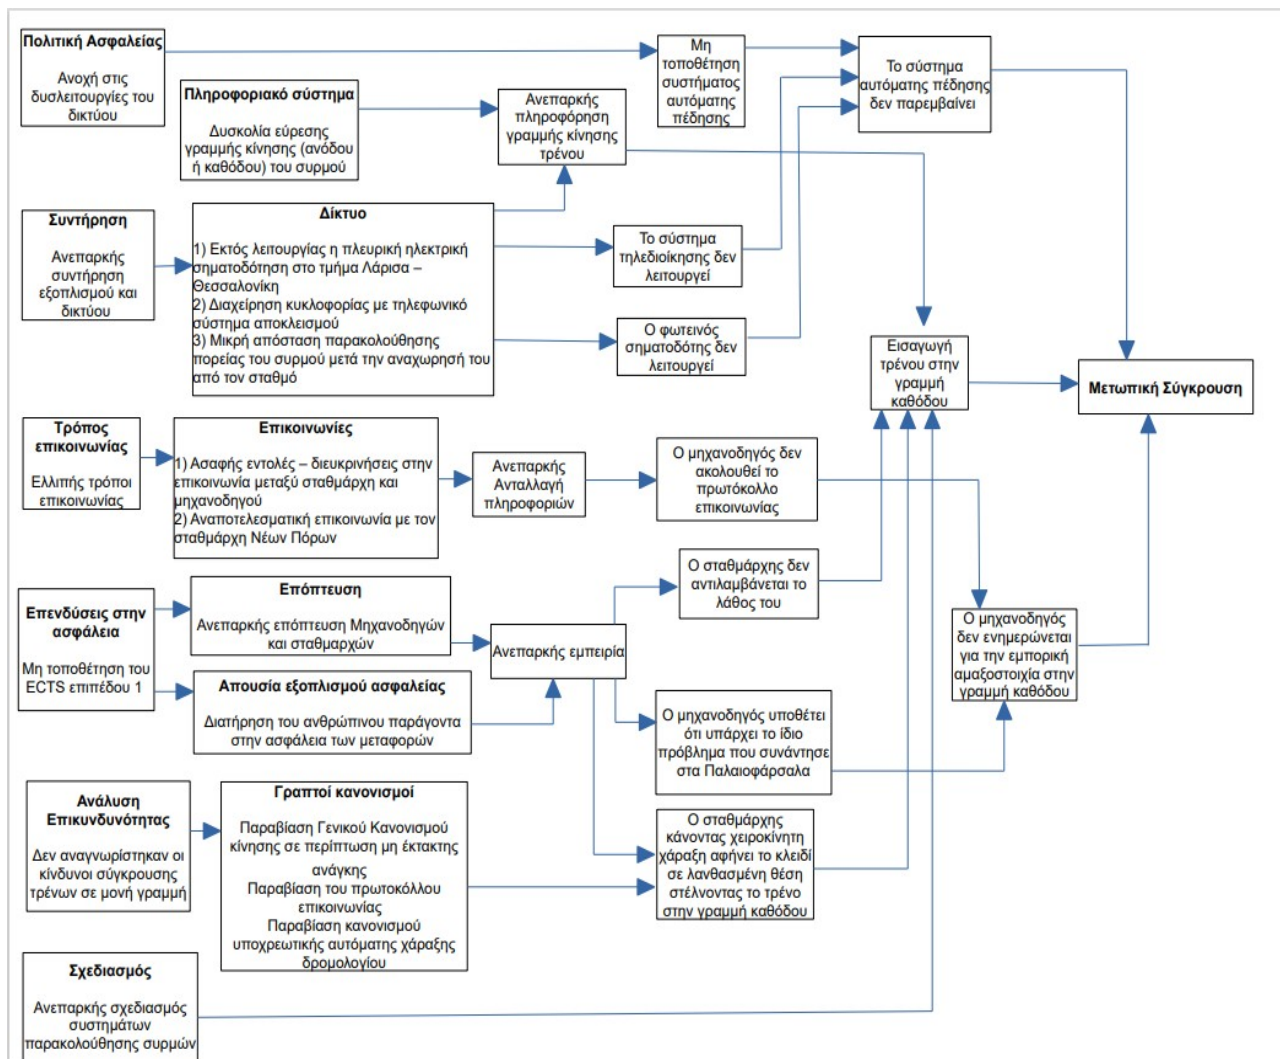 Πολιτική Ασφαλείας
Ανοχή στις
δυσλειτουργίες του
δικτύου
Πληροφοριακό σύστημα
Δυσκολία εύρεσης
γραμμής κίνησης (ανόδου
ή καθόδου) του συρμού
Ανεπαρκής
πληροφόρηση
γραμμής κίνησης
τρένου
Μη
τοποθέτηση
συστήματος
αυτόματης
πέδησης
Το σύστημα
αυτόματης πέδησης
δεν παρεμβαίνει
Συντήρηση
Ανεπαρκής
συντήρηση
εξοπλισμού και
δικτύου
Δίκτυο
1) Εκτός λειτουργίας η πλευρική ηλεκτρική
σηματοδότηση στο τμήμα Λάρισα –
Θεσσαλονίκη
2) Διαχείρηση κυκλοφορίας με τηλεφωνικό
σύστημα αποκλεισμού
3) Μικρή απόσταση παρακολούθησης
πορείας του συρμού μετά την αναχωρησή του
από τον σταθμό
Το σύστημα
τηλεδιοίκησης δεν
λειτουργεί
Ο φωτεινός
σηματοδότης δεν
λειτουργεί
Εισαγωγή
τρένου στην
γραμμή
καθόδου
Μετωπική Σύγκρουση
Τρόπος
επικοινωνίας
Ελλιπής τρόποι
επικοινωνίας
Επικοινωνίες
1) Ασαφής εντολές – διευκρινήσεις στην
επικοινωνία μεταξύ σταθμάρχη και
μηχανοδηγού
2) Αναποτελεσματική επικοινωνία με τον
σταθμάρχη Νέων Πόρων
Ανεπαρκής
Ανταλλαγή
πληροφοριών
Ο μηχανοδηγός δεν
ακολουθεί το
πρωτόκολλο
επικοινωνίας
Ο σταθμάρχης δεν
αντιλαμβάνεται το
λάθος του
Επενδύσεις στην
ασφάλεια
Μη τοποθέτηση του
ECTS επιπέδου 1
Επόπτευση
Ανεπαρκής επόπτευση Μηχανοδηγών
και σταθμαρχών
Απουσία εξοπλισμού ασφαλείας
Διατήρηση του ανθρώπινου παράγοντα
στην ασφάλεια των μεταφορών
Ανεπαρκής εμπειρία
Ο μηχανοδηγός
δεν ενημερώνεται
για την εμπορική
αμαξοστοιχία στην
γραμμή καθόδου
Ο μηχανοδηγός υποθέτει
ότι υπάρχει το ίδιο
πρόβλημα που συνάντησε
στα Παλαιοφάρσαλα
Ανάλυση
Επικυνδυνότητας
Δεν αναγνωρίστηκαν οι
κίνδυνοι σύγκρουσης
τρένων σε μονή γραμμή
Γραπτοί κανονισμοί
Παραβίαση Γενικού Κανονισμού
κίνησης σε περίπτωση μη έκτακτης
ανάγκης
Παραβίαση του πρωτοκόλλου
επικοινωνίας
Παραβίαση κανονισμού
υποχρεωτικής αυτόματης χάραξης
δρομολογίου
Ο σταθμάρχης
κάνοντας χειροκίνητη
χάραξη αφήνει το κλειδί
σε λανθασμένη θέση
στέλνοντας το τρένο
στην γραμμή καθόδου
Σχεδιασμός
Ανεπαρκής σχεδιασμός
συστημάτων
παρακολούθησης συρμών